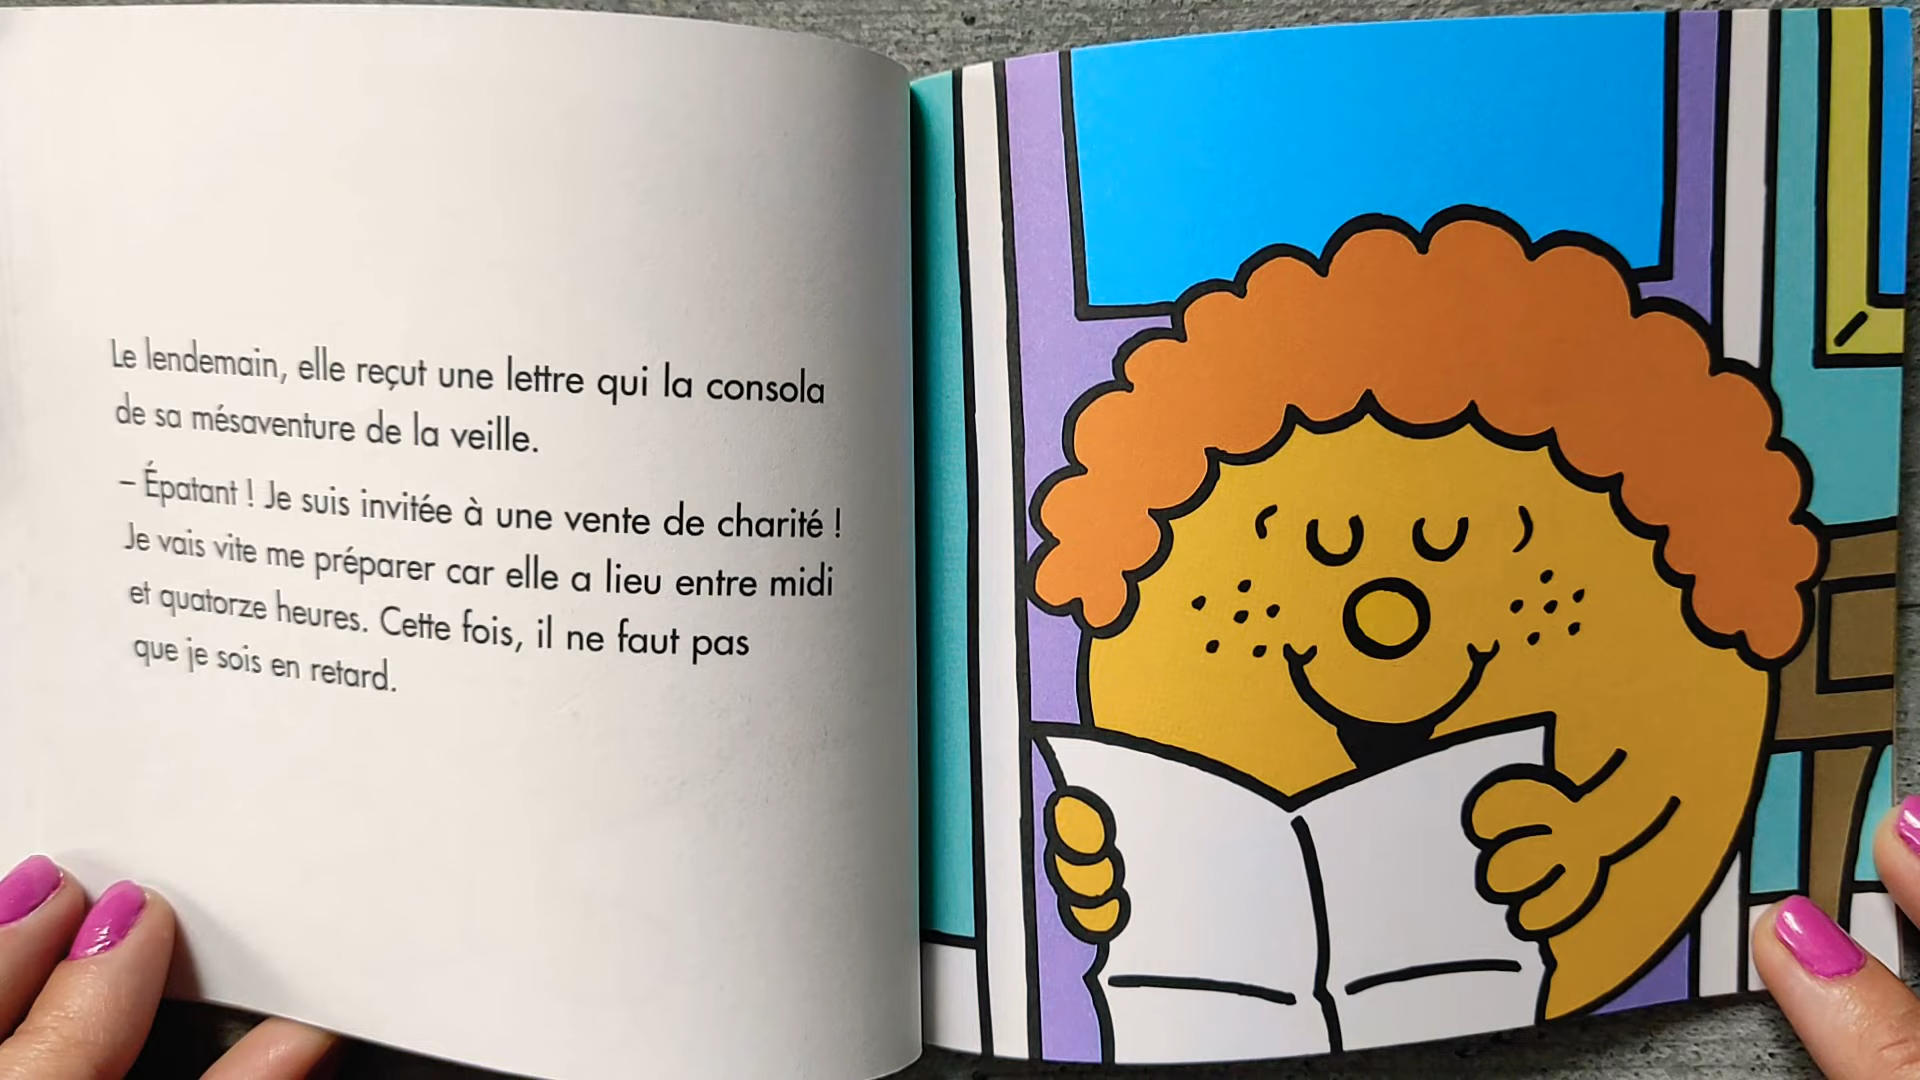 Le lendemain, elle reçut une lettre qui la consola
de sa mésaventure de la veille.
– Épatant ! Je suis invitée à une vente de charité !
Je vais vite me préparer car elle a lieu entre midi
et quatorze heures. Cette fois, il ne faut pas
que je sois en retard.